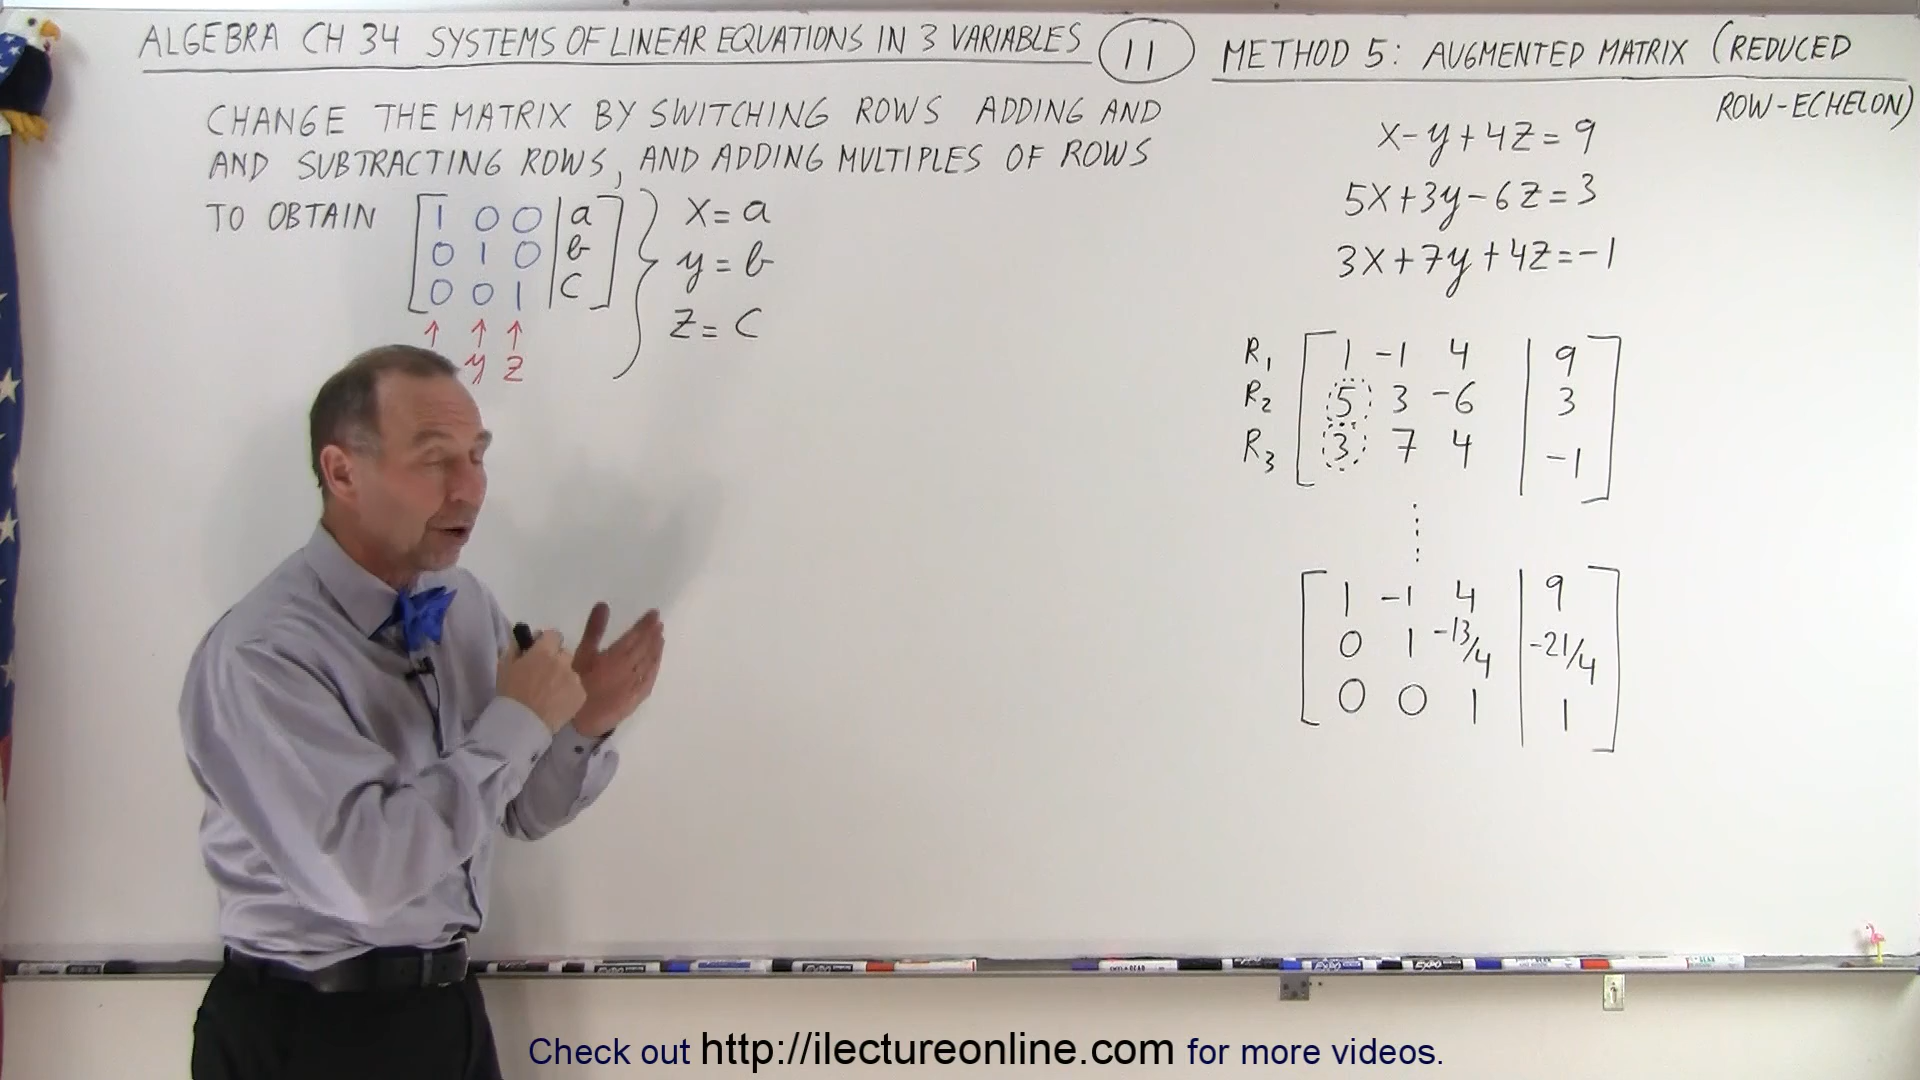 ALGEBRA CH 34 SYSTEMS OF LINEAR EQUATIONS IN 3 VARIABLES 11 METHOD 5: AUGMENTED MATRIX (REDUCED
ROW-ECHELON)
CHANGE THE MATRIX BY SWITCHING ROWS ADDING AND
AND SUBTRACTING ROWS, AND ADDING MULTIPLES OF ROWS
TO OBTAIN
1 0 0 | a
0 1 0 | b
0 0 1 | c
↑ ↑ ↑
y z
x = a
y = b
z = c
x - y + 4z = 9
5x + 3y - 6z = 3
3x + 7y + 4z = -1
R1 1 -1 4 | 9
R2 5 3 -6 | 3
R3 3 7 4 | -1
1 -1 4 | 9
0 1 -13/4 | -21/4
0 0 1 | 1
Check out http://ilectureonline.com for more videos.